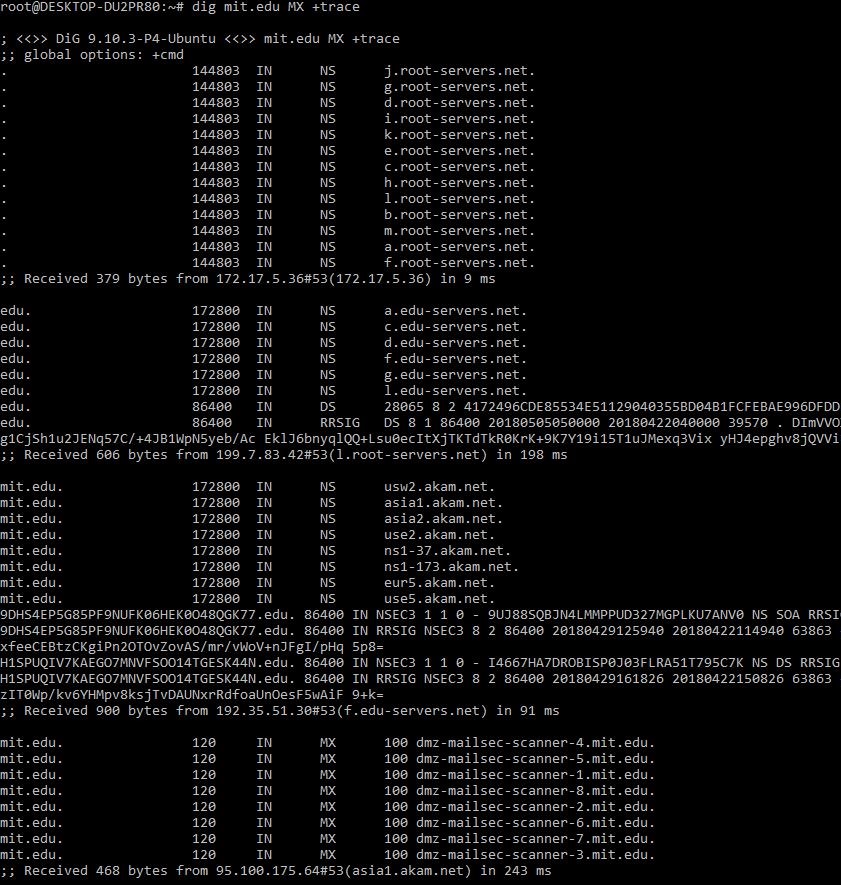 root@DESKTOP-DU2PR80:~# dig mit.edu MX +trace
; <<>> DiG 9.10.3-P4-Ubuntu <<>> mit.edu MX +trace
;; global options: +cmd
. 144803 IN NS j.root-servers.net.
. 144803 IN NS g.root-servers.net.
. 144803 IN NS d.root-servers.net.
. 144803 IN NS i.root-servers.net.
. 144803 IN NS k.root-servers.net.
. 144803 IN NS e.root-servers.net.
. 144803 IN NS c.root-servers.net.
. 144803 IN NS h.root-servers.net.
. 144803 IN NS l.root-servers.net.
. 144803 IN NS b.root-servers.net.
. 144803 IN NS m.root-servers.net.
. 144803 IN NS a.root-servers.net.
. 144803 IN NS f.root-servers.net.
;; Received 379 bytes from 172.17.5.36#53(172.17.5.36) in 9 ms
edu. 172800 IN NS a.edu-servers.net.
edu. 172800 IN NS c.edu-servers.net.
edu. 172800 IN NS d.edu-servers.net.
edu. 172800 IN NS f.edu-servers.net.
edu. 172800 IN NS g.edu-servers.net.
edu. 172800 IN NS l.edu-servers.net.
edu. 86400 IN DS 28065 8 2 4172496CDE85534E51129040355BD04B1FCFEBAE996DFDD
edu. 86400 IN RRSIG DS 8 1 86400 20180505050000 20180422040000 39570 . DImVVO
g1CjSh1u2JENq57C/+4JB1WpN5yeb/Ac EklJ6bnyqlQQ+Lsu0ecItXjTKTdTkR0KrK+9K7Y19i15T1uJMexq3Vix yHJ4epghv8jQVVi
;; Received 606 bytes from 199.7.83.42#53(l.root-servers.net) in 198 ms
mit.edu. 172800 IN NS usw2.akam.net.
mit.edu. 172800 IN NS asia1.akam.net.
mit.edu. 172800 IN NS asia2.akam.net.
mit.edu. 172800 IN NS use2.akam.net.
mit.edu. 172800 IN NS ns1-37.akam.net.
mit.edu. 172800 IN NS ns1-173.akam.net.
mit.edu. 172800 IN NS eur5.akam.net.
mit.edu. 172800 IN NS use5.akam.net.
9DHS4EP5G85PF9NUFK06HEK0O48QGK77.edu. 86400 IN NSEC3 1 1 0 - 9UJ88SQBJN4LMMPPUD327MGPLKU7ANV0 NS SOA RRSI
9DHS4EP5G85PF9NUFK06HEK0O48QGK77.edu. 86400 IN RRSIG NSEC3 8 2 86400 20180429125940 20180422114940 63863
xfeeCEBtzCKgiPn2OTOvZovAS/mr/vWoV+nJFgI/pHq 5p8=
H1SPUQIV7KAEGO7MNVFSOO14TGESK44N.edu. 86400 IN NSEC3 1 1 0 - I4667HA7DROBISP0J03FLRA51T795C7K NS DS RRSIG
H1SPUQIV7KAEGO7MNVFSOO14TGESK44N.edu. 86400 IN RRSIG NSEC3 8 2 86400 20180429161826 20180422150826 63863
zIT0Wp/kv6YHMpv8ksjTvDAUNxrRdfoaUnOesF5wAiF 9+k=
;; Received 900 bytes from 192.35.51.30#53(f.edu-servers.net) in 91 ms
mit.edu. 120 IN MX 100 dmz-mailsec-scanner-4.mit.edu.
mit.edu. 120 IN MX 100 dmz-mailsec-scanner-5.mit.edu.
mit.edu. 120 IN MX 100 dmz-mailsec-scanner-1.mit.edu.
mit.edu. 120 IN MX 100 dmz-mailsec-scanner-8.mit.edu.
mit.edu. 120 IN MX 100 dmz-mailsec-scanner-2.mit.edu.
mit.edu. 120 IN MX 100 dmz-mailsec-scanner-6.mit.edu.
mit.edu. 120 IN MX 100 dmz-mailsec-scanner-7.mit.edu.
mit.edu. 120 IN MX 100 dmz-mailsec-scanner-3.mit.edu.
;; Received 468 bytes from 95.100.175.64#53(asia1.akam.net) in 243 ms